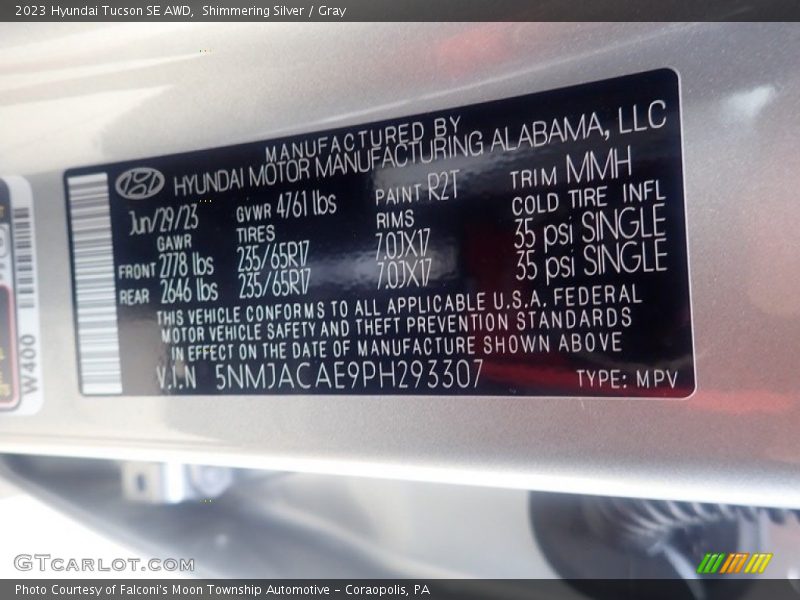 2023 Hyundai Tucson SE AWD, Shimmering Silver / Gray
MANUFACTURED BY
HYUNDAI MOTOR MANUFACTURING ALABAMA, LLC
Jun/29/23 GVWR 4761 lbs PAINT R2T TRIM MMH
GAWR TIRES RIMS COLD TIRE INFL
FRONT 2778 lbs 235/65R17 7.0JX17 35 psi SINGLE
REAR 2646 lbs 235/65R17 7.0JX17 35 psi SINGLE
THIS VEHICLE CONFORMS TO ALL APPLICABLE U.S.A. FEDERAL
MOTOR VEHICLE SAFETY AND THEFT PREVENTION STANDARDS
IN EFFECT ON THE DATE OF MANUFACTURE SHOWN ABOVE
V.I.N 5NMJACAE9PH293307 TYPE: MPV
W400
GTCARLOT.COM
Photo Courtesy of Falconi's Moon Township Automotive – Coraopolis, PA